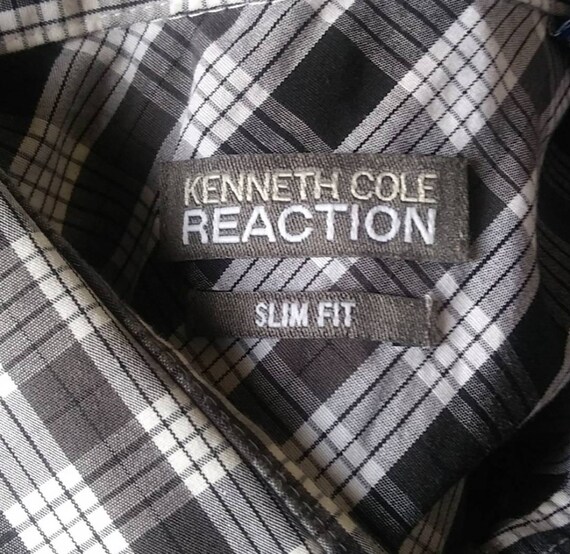 KENNETH COLE
REACTION
SLIM FIT